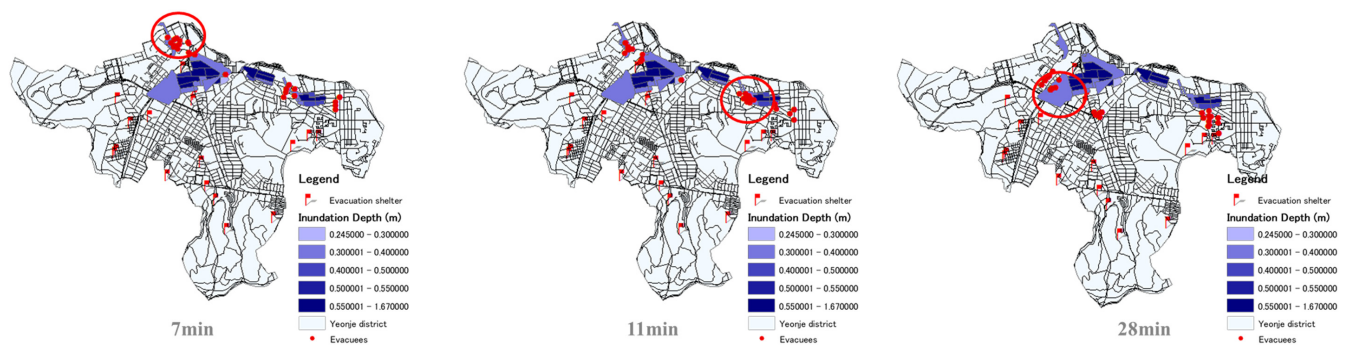 Legend
Evacuation shelter
Inundation Depth (m)
0.245000 - 0.300000
0.300001 - 0.400000
0.400001 - 0.500000
0.500001 - 0.550000
0.550001 - 1.670000
Yeonje district
Evacuees
7min
Legend
Evacuation shelter
Inundation Depth (m)
0.245000 - 0.300000
0.300001 - 0.400000
0.400001 - 0.500000
0.500001 - 0.550000
0.550001 - 1.670000
Yeonje district
Evacuees
11min
Legend
Evacuation shelter
Inundation Depth (m)
0.245000 - 0.300000
0.300001 - 0.400000
0.400001 - 0.500000
0.500001 - 0.550000
0.550001 - 1.670000
Yeonje district
Evacuees
28min